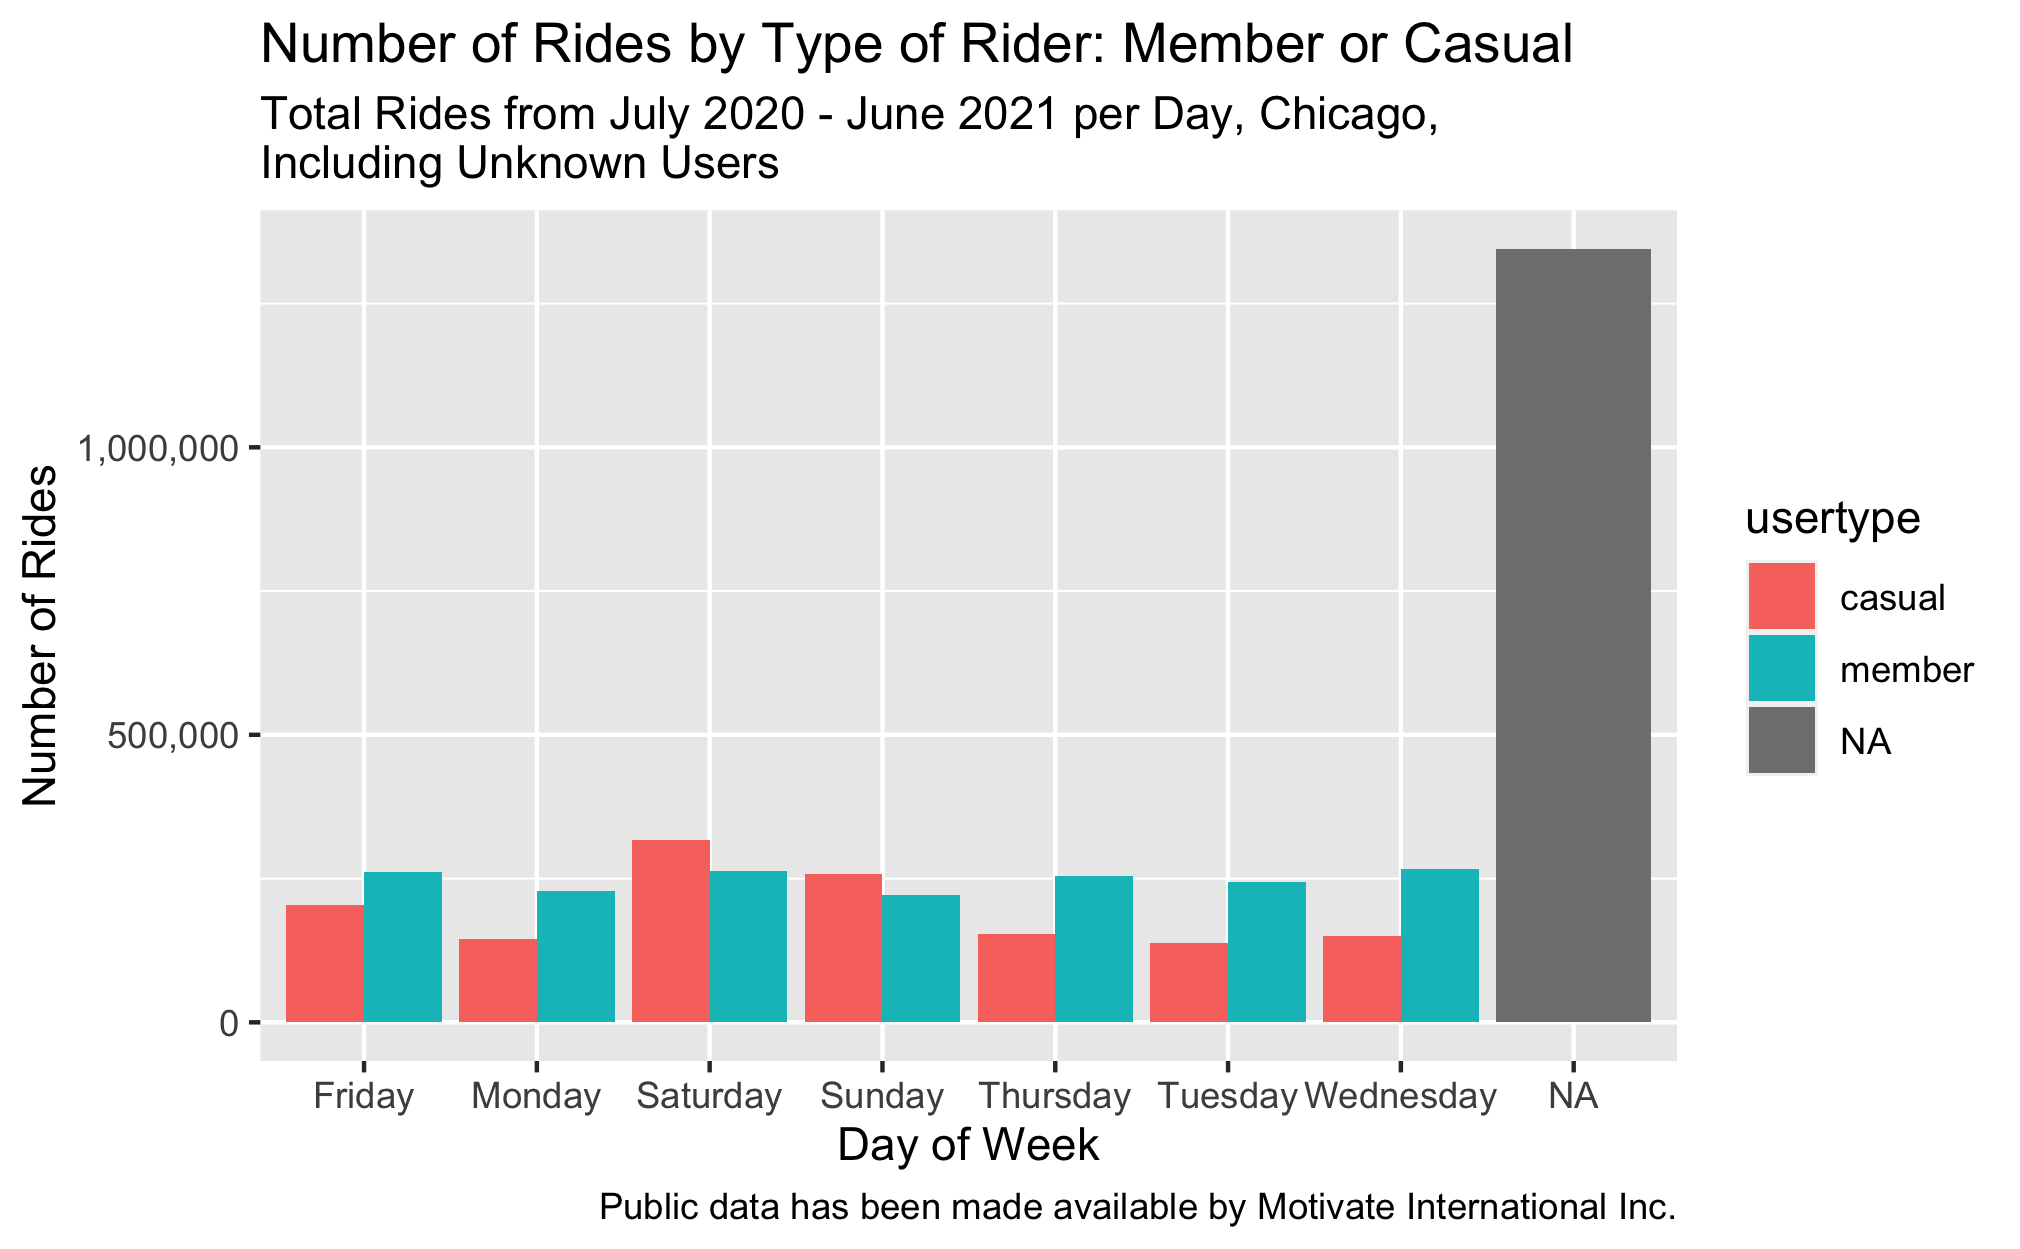 Number of Rides by Type of Rider: Member or Casual
Total Rides from July 2020 - June 2021 per Day, Chicago,
Including Unknown Users
Number of Rides
1,000,000
500,000
0
Friday Monday Saturday Sunday Thursday Tuesday Wednesday NA
Day of Week
usertype
casual
member
NA
Public data has been made available by Motivate International Inc.